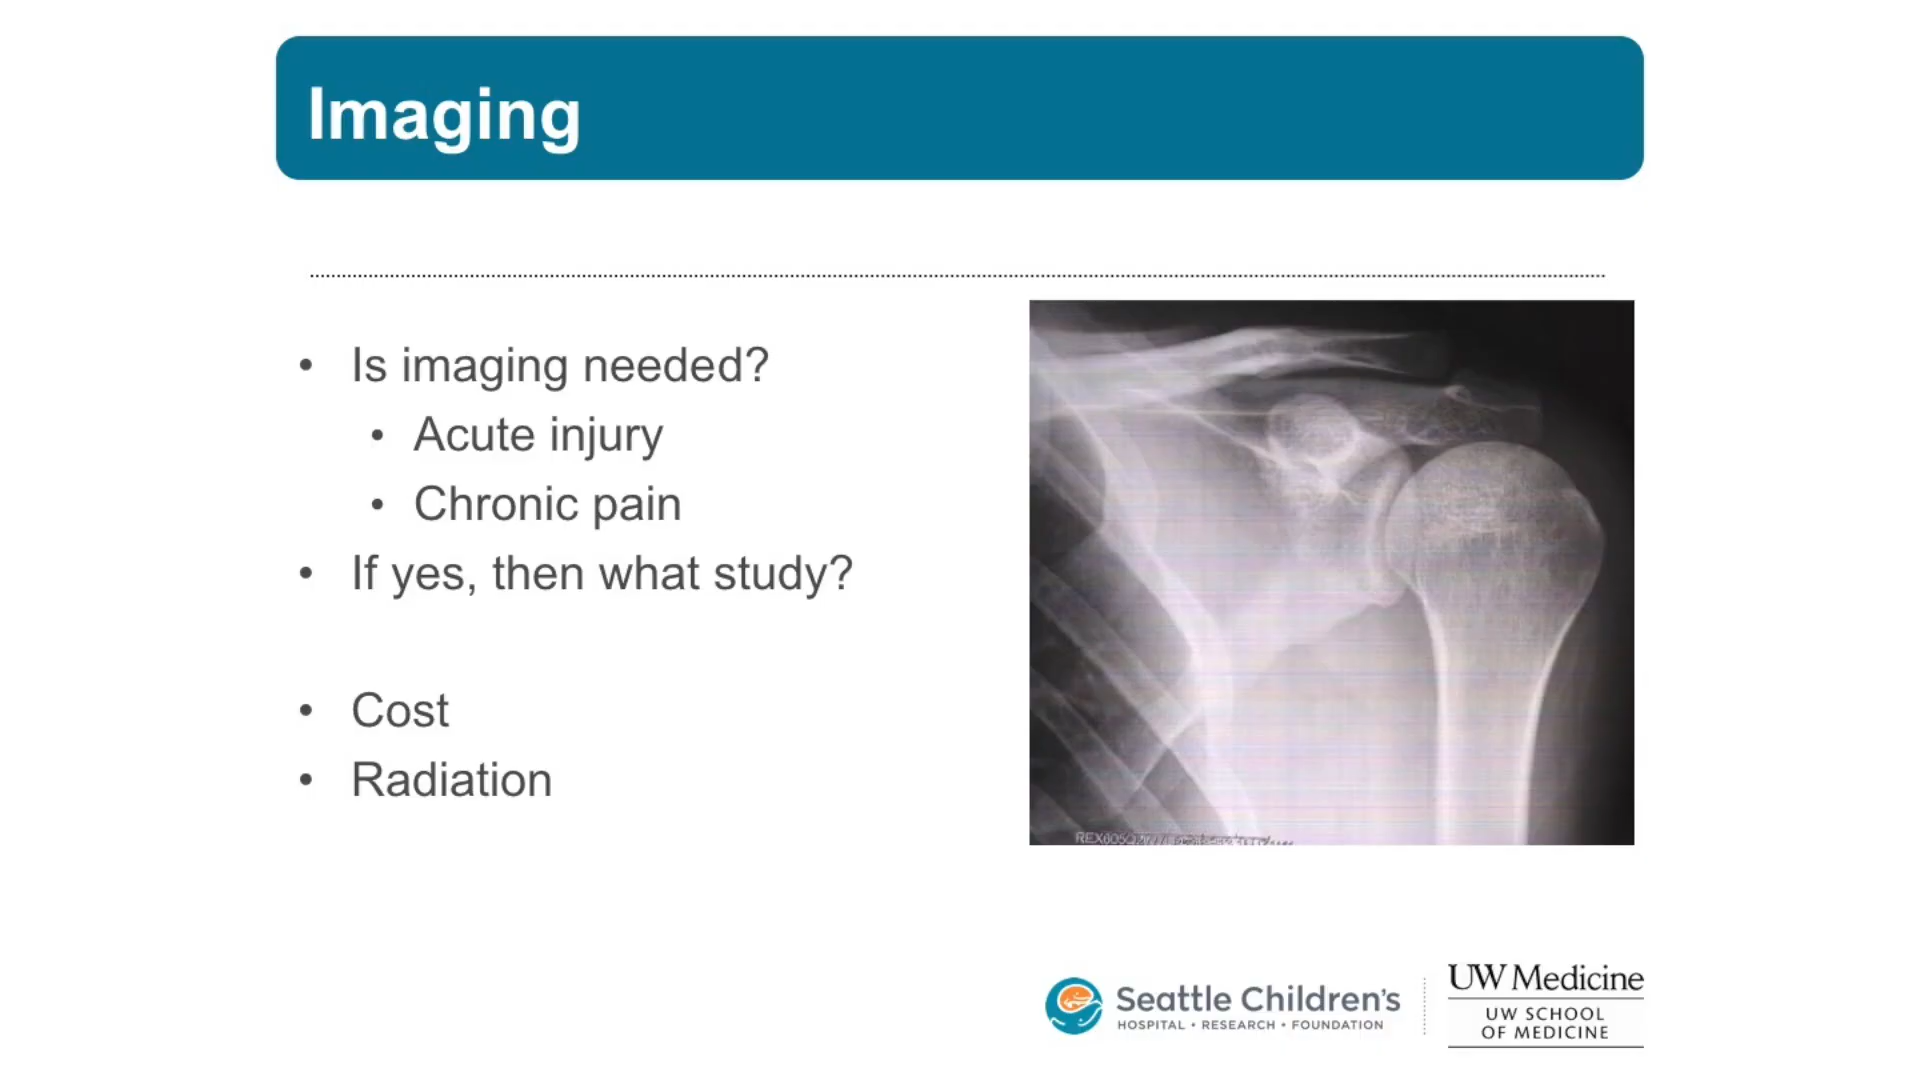 Imaging
• Is imaging needed?
• Acute injury
• Chronic pain
• If yes, then what study?
• Cost
• Radiation
Seattle Children's
HOSPITAL • RESEARCH • FOUNDATION
UW Medicine
UW SCHOOL
OF MEDICINE